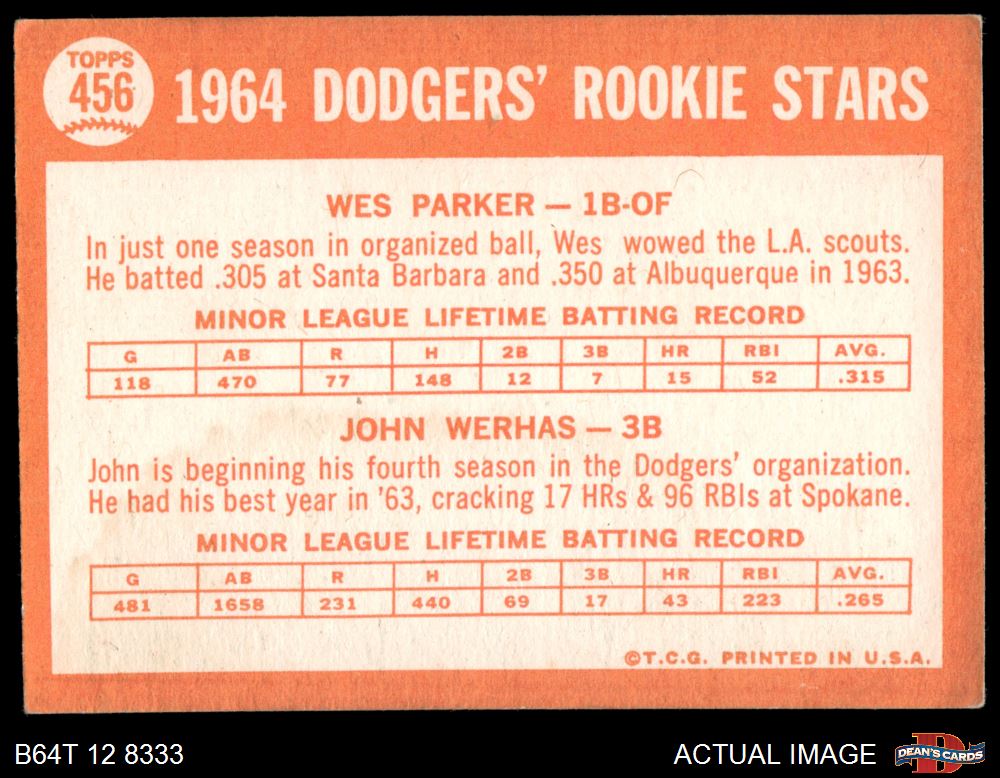 TOPPS
456
1964 DODGERS' ROOKIE STARS
WES PARKER — 1B-OF
In just one season in organized ball, Wes wowed the L.A. scouts.
He batted .305 at Santa Barbara and .350 at Albuquerque in 1963.
MINOR LEAGUE LIFETIME BATTING RECORD
G AB R H 2B 3B HR RBI AVG.
118 470 77 148 12 7 15 52 .315
JOHN WERHAS — 3B
John is beginning his fourth season in the Dodgers' organization.
He had his best year in '63, cracking 17 HRs & 96 RBIs at Spokane.
MINOR LEAGUE LIFETIME BATTING RECORD
G AB R H 2B 3B HR RBI AVG.
481 1658 231 440 69 17 43 223 .265
©T.C.G. PRINTED IN U.S.A.
B64T 12 8333
ACTUAL IMAGE
DEAN'S CARDS